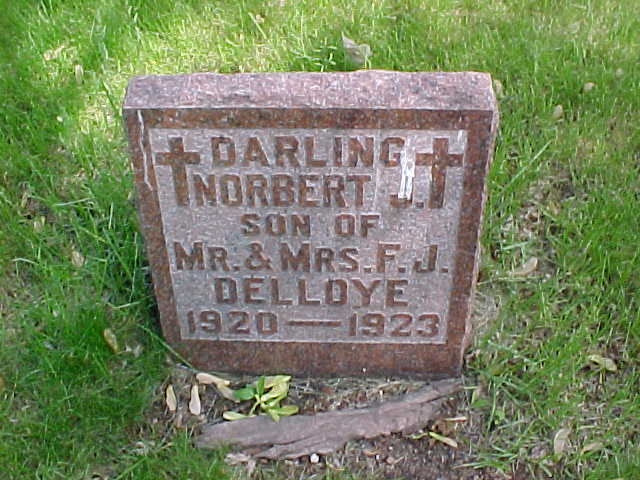 DARLING
NORBERT J.
SON OF
MR. & MRS. F. J.
DELLOYE
1920 — 1923